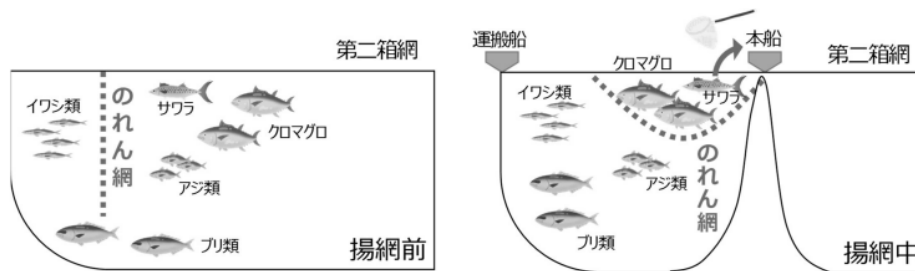 第二箱網
イワシ類
のれん網
サワラ
クロマグロ
アジ類
ブリ類
揚網前
運搬船
本船
第二箱網
クロマグロ
イワシ類
サワラ
のれん網
アジ類
ブリ類
揚網中